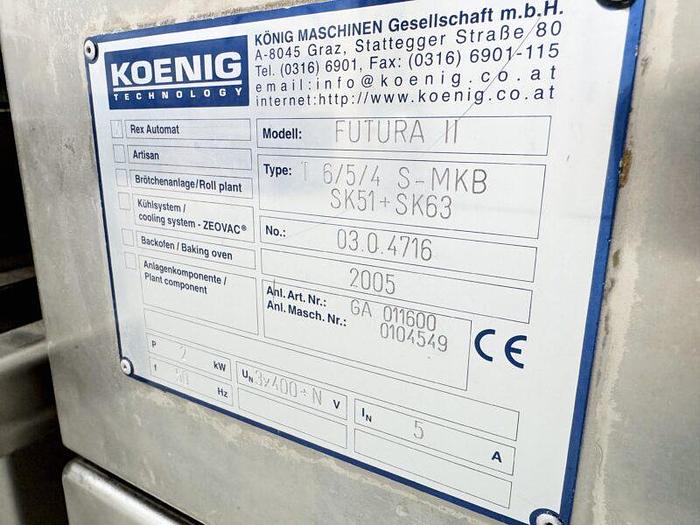 KOENIG
TECHNOLOGY
KÖNIG MASCHINEN Gesellschaft m.b.H.
A-8045 Graz, Stattegger Straße 80
Tel. (0316) 6901, Fax: (0316) 6901-115
email:info@koenig.co.at
internet:http://www.koenig.co.at
Rex Automat
Artisan
Brötchenanlage/Roll plant
Kühlsystem /
cooling system - ZEOVAC®
Backofen / Baking oven
Anlagenkomponente /
Plant component
Modell: FUTURA II
Type: T 6/5/4 S-MKB
SK51+SK63
No.: 03.0.4716
2005
Anl. Art. Nr.: GA 011600
Anl. Masch. Nr.: 0104549
CE
P 2 kW
f 50 Hz
UN 3x400+N V
IN 5 A